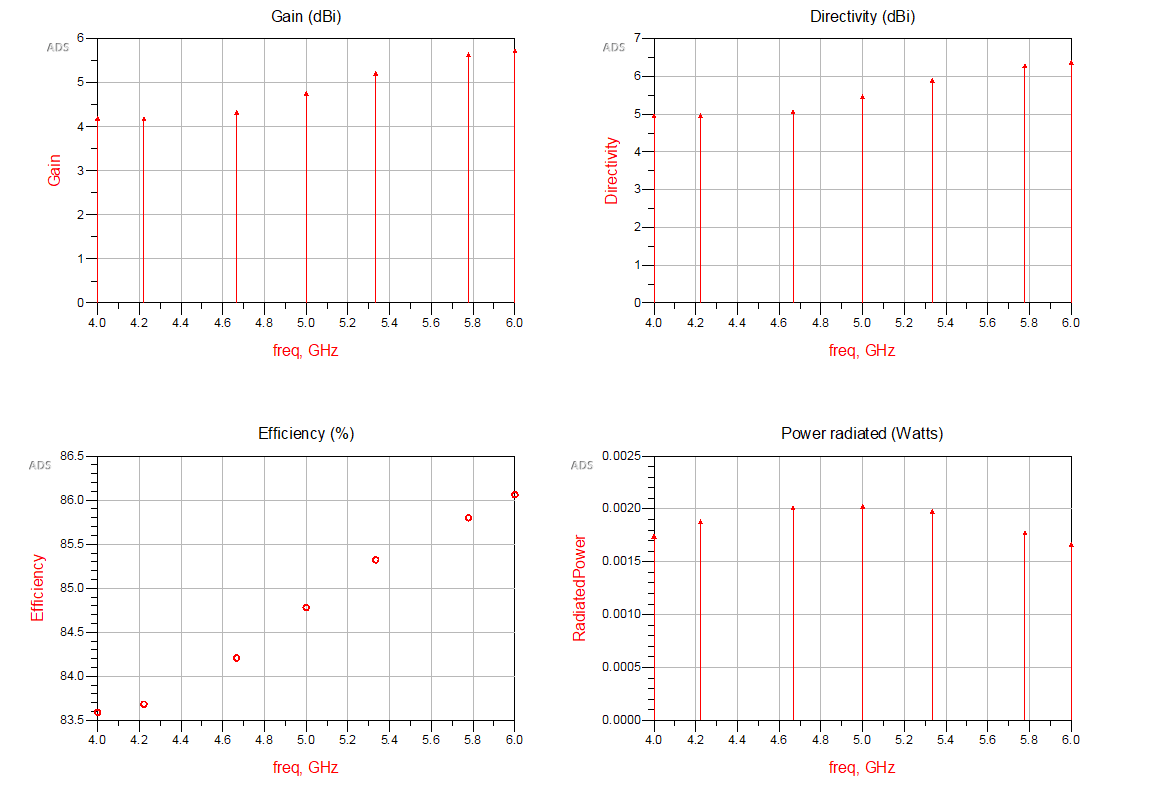 Gain (dBi)
ADS
6
5
4
3
2
1
0
Gain
4.0 4.2 4.4 4.6 4.8 5.0 5.2 5.4 5.6 5.8 6.0
freq, GHz
Directivity (dBi)
ADS
7
6
5
4
3
2
1
0
Directivity
4.0 4.2 4.4 4.6 4.8 5.0 5.2 5.4 5.6 5.8 6.0
freq, GHz
Efficiency (%)
ADS
86.5
86.0
85.5
85.0
84.5
84.0
83.5
Efficiency
4.0 4.2 4.4 4.6 4.8 5.0 5.2 5.4 5.6 5.8 6.0
freq, GHz
Power radiated (Watts)
ADS
0.0025
0.0020
0.0015
0.0010
0.0005
0.0000
RadiatedPower
4.0 4.2 4.4 4.6 4.8 5.0 5.2 5.4 5.6 5.8 6.0
freq, GHz